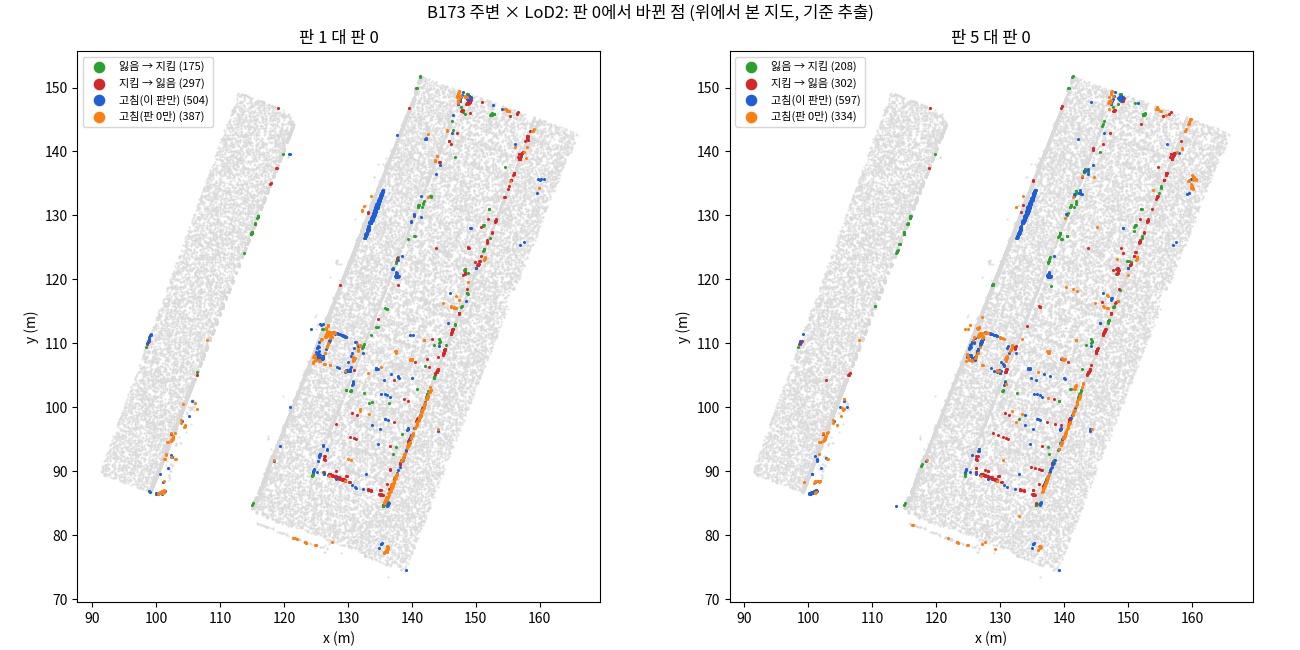 B173 주변 × LoD2: 판 0에서 바뀐 점 (위에서 본 지도, 기준 추출)
판 1 대 판 0
잃음 → 지킴 (175)
지킴 → 잃음 (297)
고침(이 판만) (504)
고침(판 0만) (387)
150
140
130
120
110
100
90
80
70
y (m)
90 100 110 120 130 140 150 160
x (m)
판 5 대 판 0
잃음 → 지킴 (208)
지킴 → 잃음 (302)
고침(이 판만) (597)
고침(판 0만) (334)
150
140
130
120
110
100
90
80
70
y (m)
90 100 110 120 130 140 150 160
x (m)